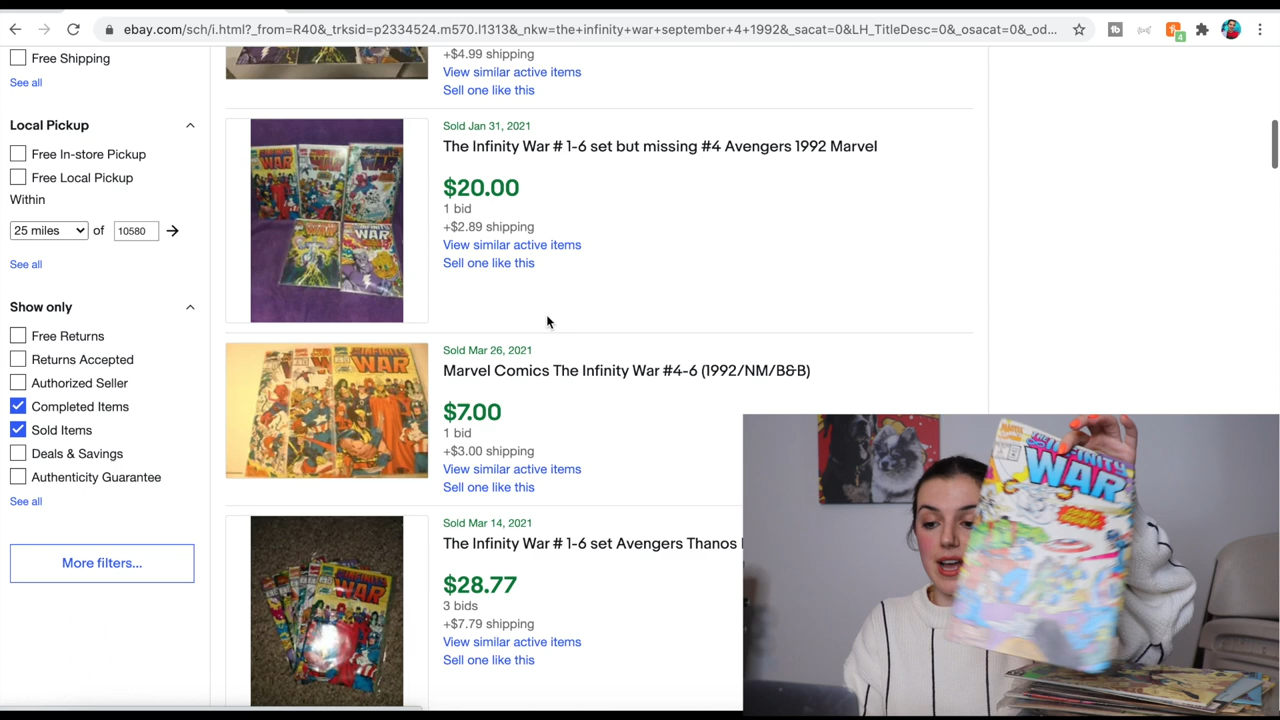 ebay.com/sch/i.html?_from=R40&_trksid=p2334524.m570.l1313&_nkw=the+infinity+war+september+4+1992&_sacat=0&LH_TitleDesc=0&_osacat=0&_od...
4
Free Shipping
See all
Local Pickup
Free In-store Pickup
Free Local Pickup
Within
25 miles of 10580
See all
Show only
Free Returns
Returns Accepted
Authorized Seller
Completed Items
Sold Items
Deals & Savings
Authenticity Guarantee
See all
More filters...
+$4.99 shipping
View similar active items
Sell one like this
Sold Jan 31, 2021
The Infinity War # 1-6 set but missing #4 Avengers 1992 Marvel
$20.00
1 bid
+$2.89 shipping
View similar active items
Sell one like this
Sold Mar 26, 2021
Marvel Comics The Infinity War #4-6 (1992/NM/B&B)
$7.00
1 bid
+$3.00 shipping
View similar active items
Sell one like this
Sold Mar 14, 2021
The Infinity War # 1-6 set Avengers Thanos
$28.77
3 bids
+$7.79 shipping
View similar active items
Sell one like this
WAR
WAR
INFINITY
WAR